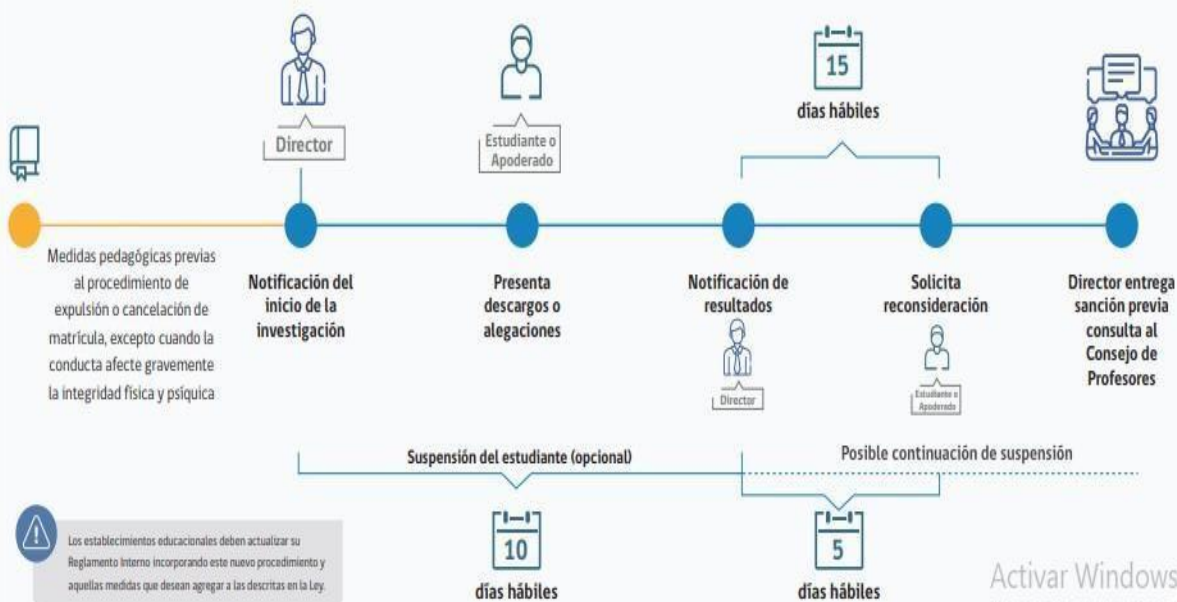 15
días hábiles
Director
Estudiante o
Apoderado
Medidas pedagógicas previas
al procedimiento de
expulsión o cancelación de
matrícula, excepto cuando la
conducta afecte gravemente
la integridad física y psíquica
Notificación del
inicio de la
investigación
Presenta
descargos o
alegaciones
Notificación de
resultados
Director
Solicita
reconsideración
Estudiante o
Apoderado
Director entrega
sanción previa
consulta al
Consejo de
Profesores
Suspensión del estudiante (opcional)
Posible continuación de suspensión
10
días hábiles
5
días hábiles
Los establecimientos educacionales deben actualizar su
Reglamento Interno incorporando este nuevo procedimiento y
aquellas medidas que desean agregar a las descritas en la Ley.
Activar Windows